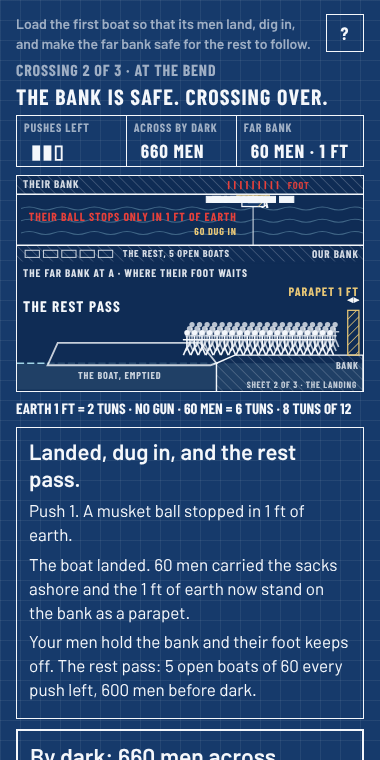 Load the first boat so that its men land, dig in,
and make the far bank safe for the rest to follow.
?
CROSSING 2 OF 3 · AT THE BEND
THE BANK IS SAFE. CROSSING OVER.
PUSHES LEFT
ACROSS BY DARK
660 MEN
FAR BANK
60 MEN · 1 FT
THEIR BANK
FOOT
A
THEIR BALL STOPS ONLY IN 1 FT OF EARTH
60 DUG IN
THE REST, 5 OPEN BOATS
OUR BANK
THE FAR BANK AT A · WHERE THEIR FOOT WAITS
PARAPET 1 FT
THE REST PASS
BANK
THE BOAT, EMPTIED
SHEET 2 OF 3 · THE LANDING
EARTH 1 FT = 2 TUNS · NO GUN · 60 MEN = 6 TUNS · 8 TUNS OF 12
Landed, dug in, and the rest
pass.
Push 1. A musket ball stopped in 1 ft of
earth.
The boat landed. 60 men carried the sacks
ashore and the 1 ft of earth now stand on
the bank as a parapet.
Your men hold the bank and their foot keeps
off. The rest pass: 5 open boats of 60 every
push left, 600 men before dark.
By dark: 660 men across